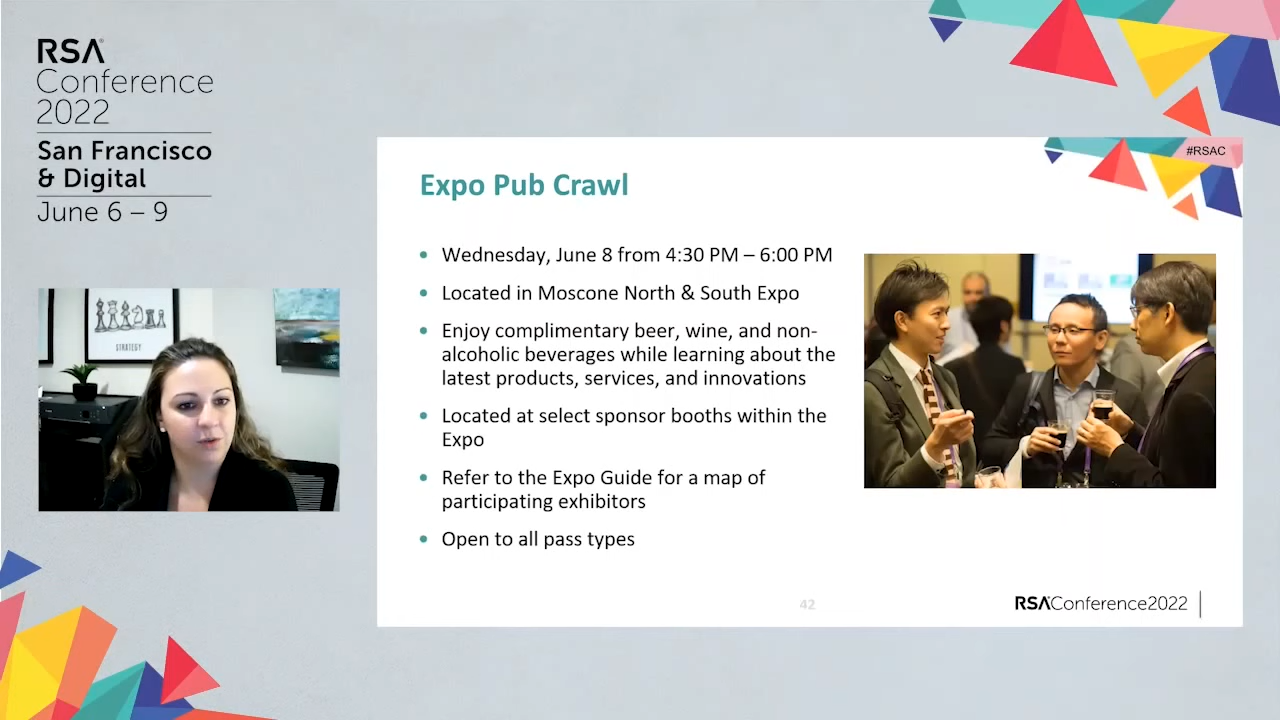 RSA
Conference
2022
San Francisco
& Digital
June 6 – 9
STRATEGY
#RSAC
Expo Pub Crawl
• Wednesday, June 8 from 4:30 PM – 6:00 PM
• Located in Moscone North & South Expo
• Enjoy complimentary beer, wine, and non-
alcoholic beverages while learning about the
latest products, services, and innovations
• Located at select sponsor booths within the
Expo
• Refer to the Expo Guide for a map of
participating exhibitors
• Open to all pass types
42
RSAConference2022